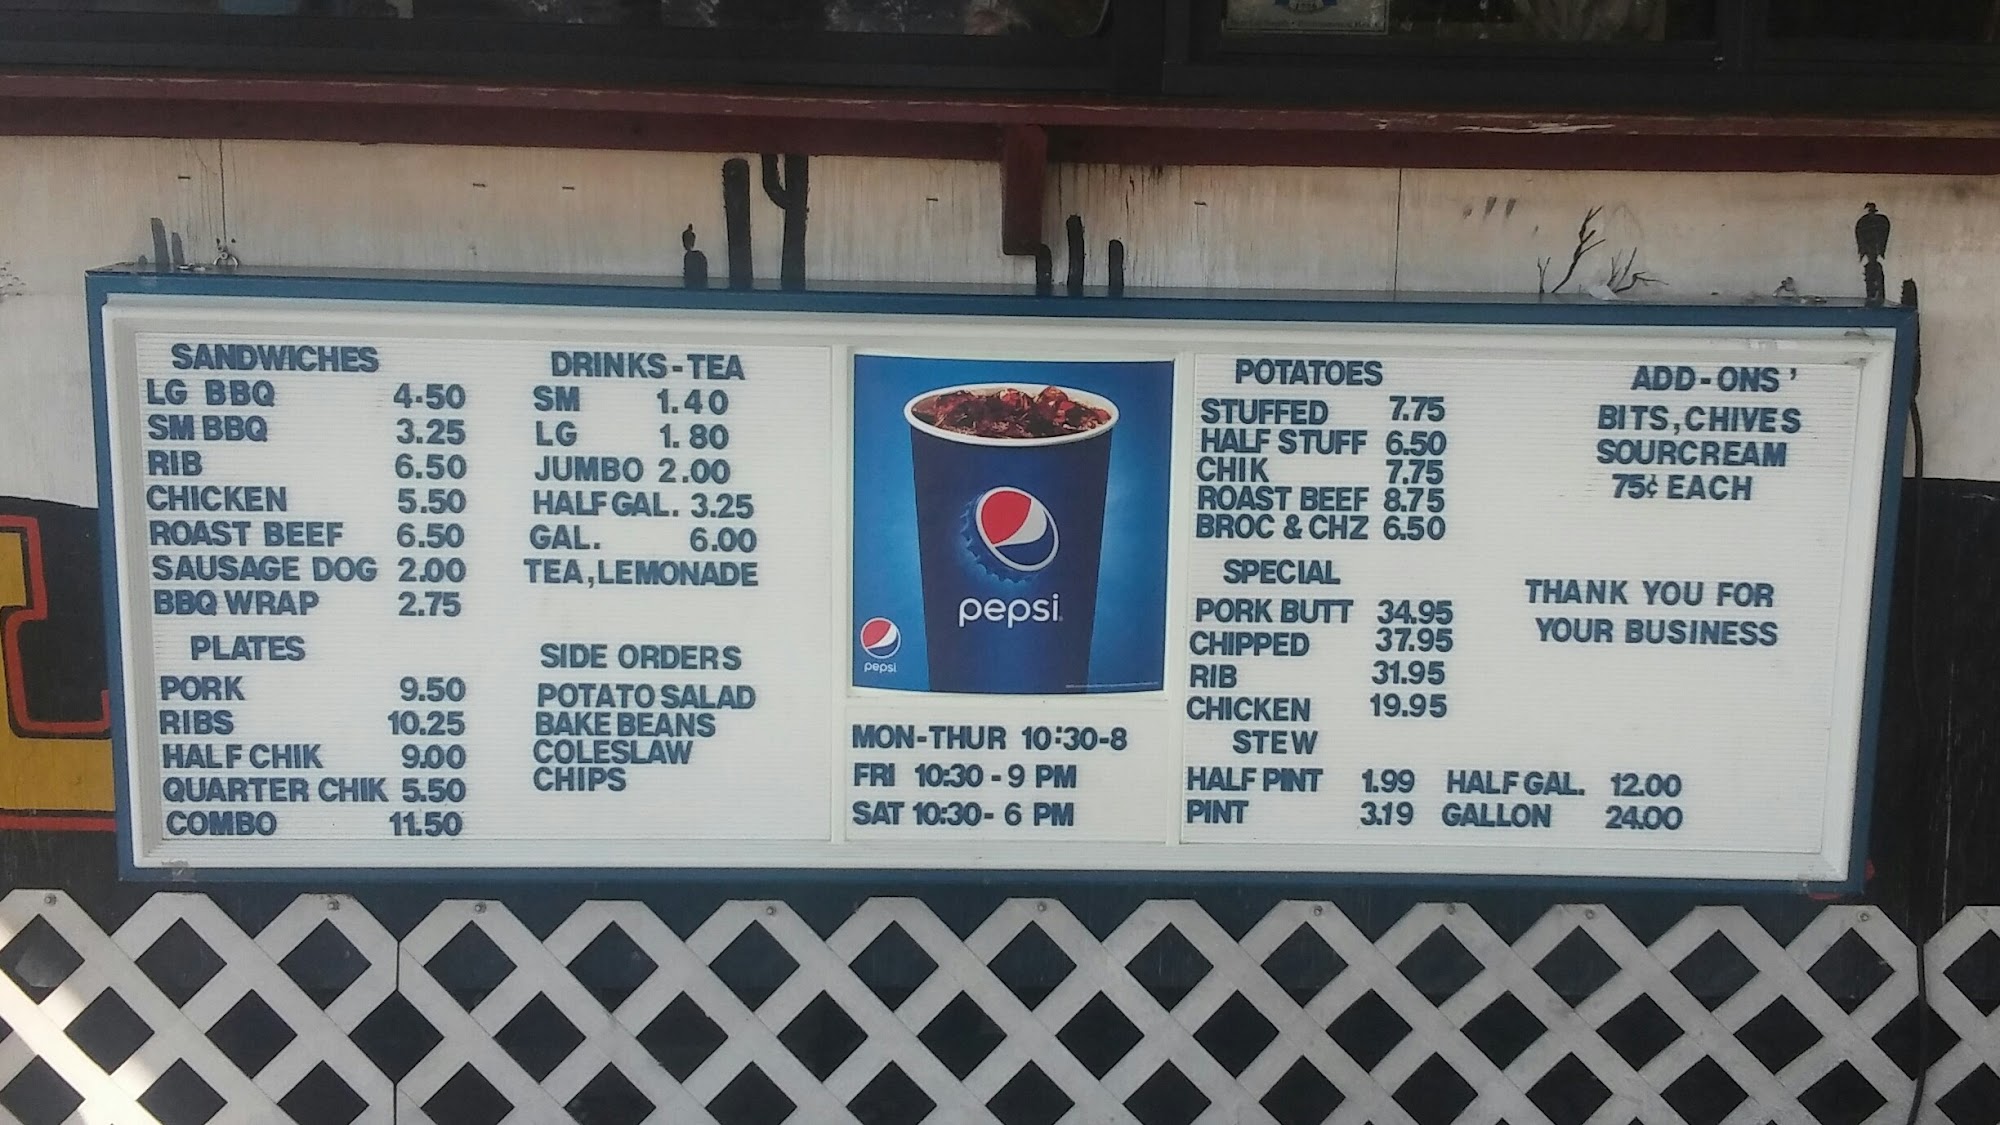 SANDWICHES
LG BBQ 4.50
SM BBQ 3.25
RIB 6.50
CHICKEN 5.50
ROAST BEEF 6.50
SAUSAGE DOG 2.00
BBQ WRAP 2.75
PLATES
PORK 9.50
RIBS 10.25
HALF CHIK 9.00
QUARTER CHIK 5.50
COMBO 11.50
DRINKS-TEA
SM 1.40
LG 1.80
JUMBO 2.00
HALF GAL. 3.25
GAL. 6.00
TEA,LEMONADE
SIDE ORDERS
POTATO SALAD
BAKE BEANS
COLESLAW
CHIPS
pepsi
pepsi
MON-THUR 10:30-8
FRI 10:30-9 PM
SAT 10:30-6 PM
POTATOES
STUFFED 7.75
HALF STUFF 6.50
CHIK 7.75
ROAST BEEF 8.75
BROC & CHZ 6.50
SPECIAL
PORK BUTT 34.95
CHIPPED 37.95
RIB 31.95
CHICKEN 19.95
STEW
HALF PINT 1.99 HALF GAL. 12.00
PINT 3.19 GALLON 24.00
ADD-ONS'
BITS,CHIVES
SOURCREAM
75¢ EACH
THANK YOU FOR
YOUR BUSINESS